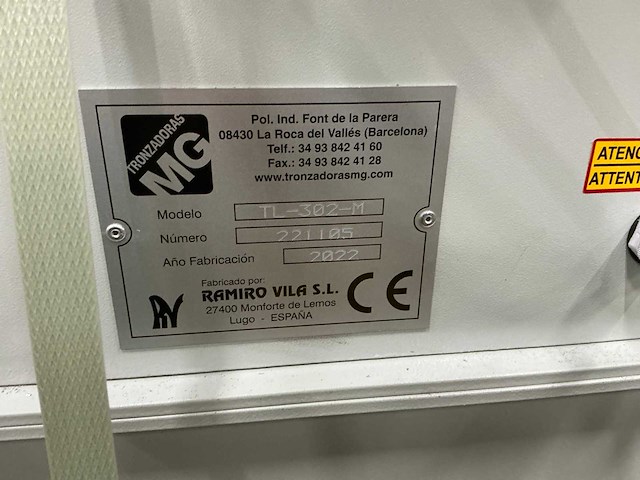 TRONZADORAS
MG
Pol. Ind. Font de la Parera
08430 La Roca del Vallés (Barcelona)
Telf.: 34 93 842 41 60
Fax.: 34 93 842 41 28
www.tronzadorasmg.com
Modelo TL-302-M
Número 221105
Año Fabricación 2022
Fabricado por:
RAMIRO VILA S.L.
27400 Monforte de Lemos
Lugo - ESPAÑA
CE